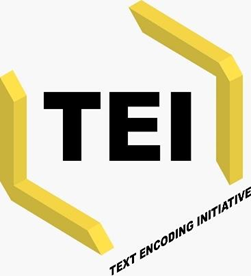 TEI
TEXT ENCODING INITIATIVE